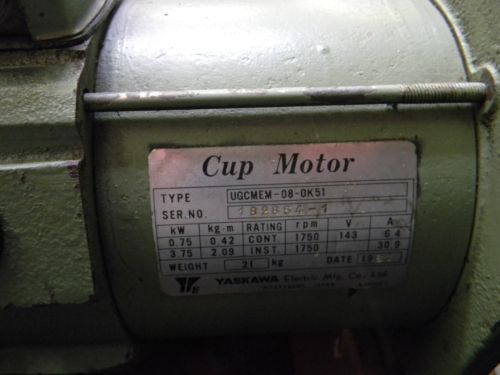 Cup Motor
TYPE UGCMEM-08-0K51
SER.NO.
kW kg-m RATING rpm V A
0.75 0.42 CONT. 1750 143 6.4
3.75 2.09 INST. 1750 30.9
WEIGHT 21 kg DATE
YASKAWA Electric Mfg. Co., Ltd.